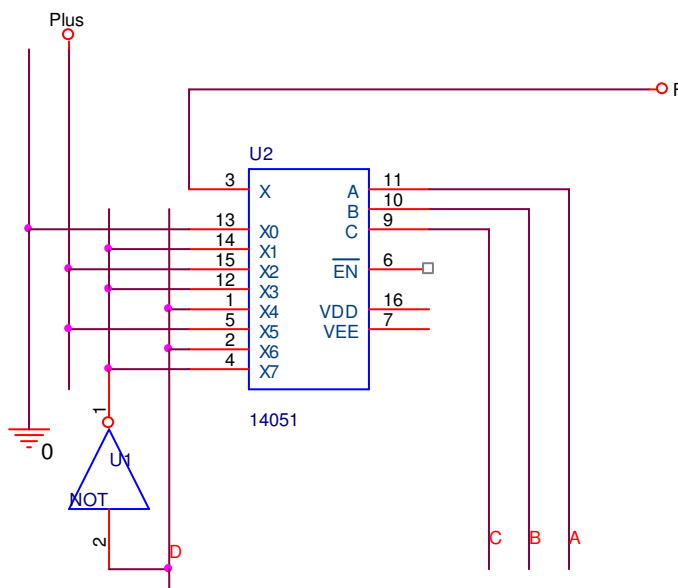 Plus
F
U2
3 X A 11
B 10
13 X0 C 9
14 X1
15 X2 EN 6
12 X3
1 X4 VDD 16
5 X5 VEE 7
2 X6
4 X7
1
14051
0
U1
NOT
2
D C B A